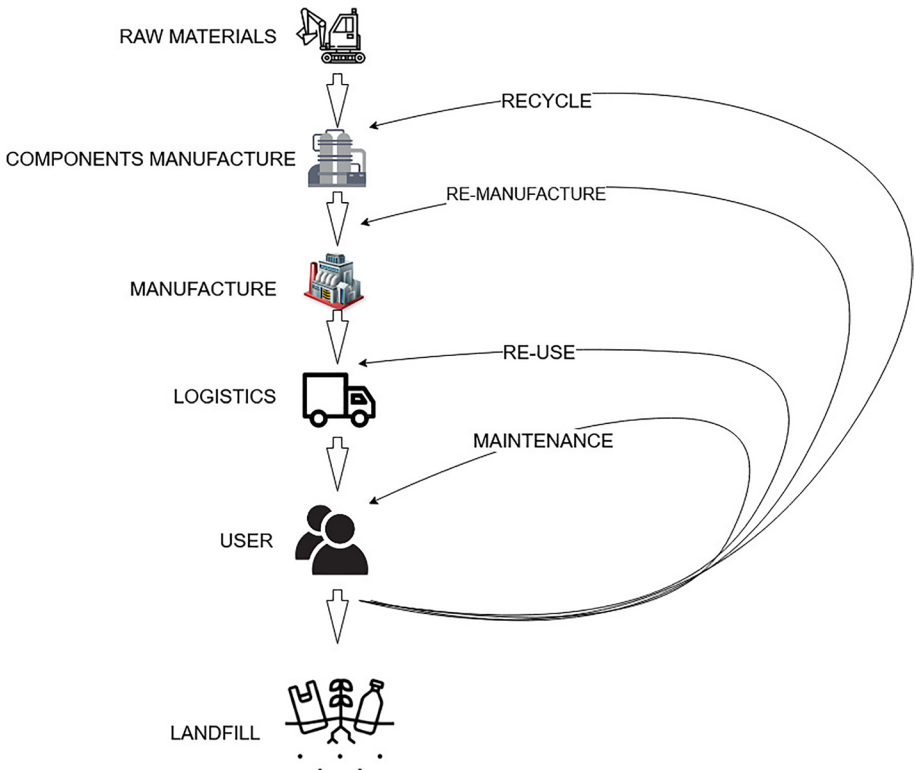 RAW MATERIALS
RECYCLE
COMPONENTS MANUFACTURE
RE-MANUFACTURE
MANUFACTURE
RE-USE
LOGISTICS
MAINTENANCE
USER
LANDFILL